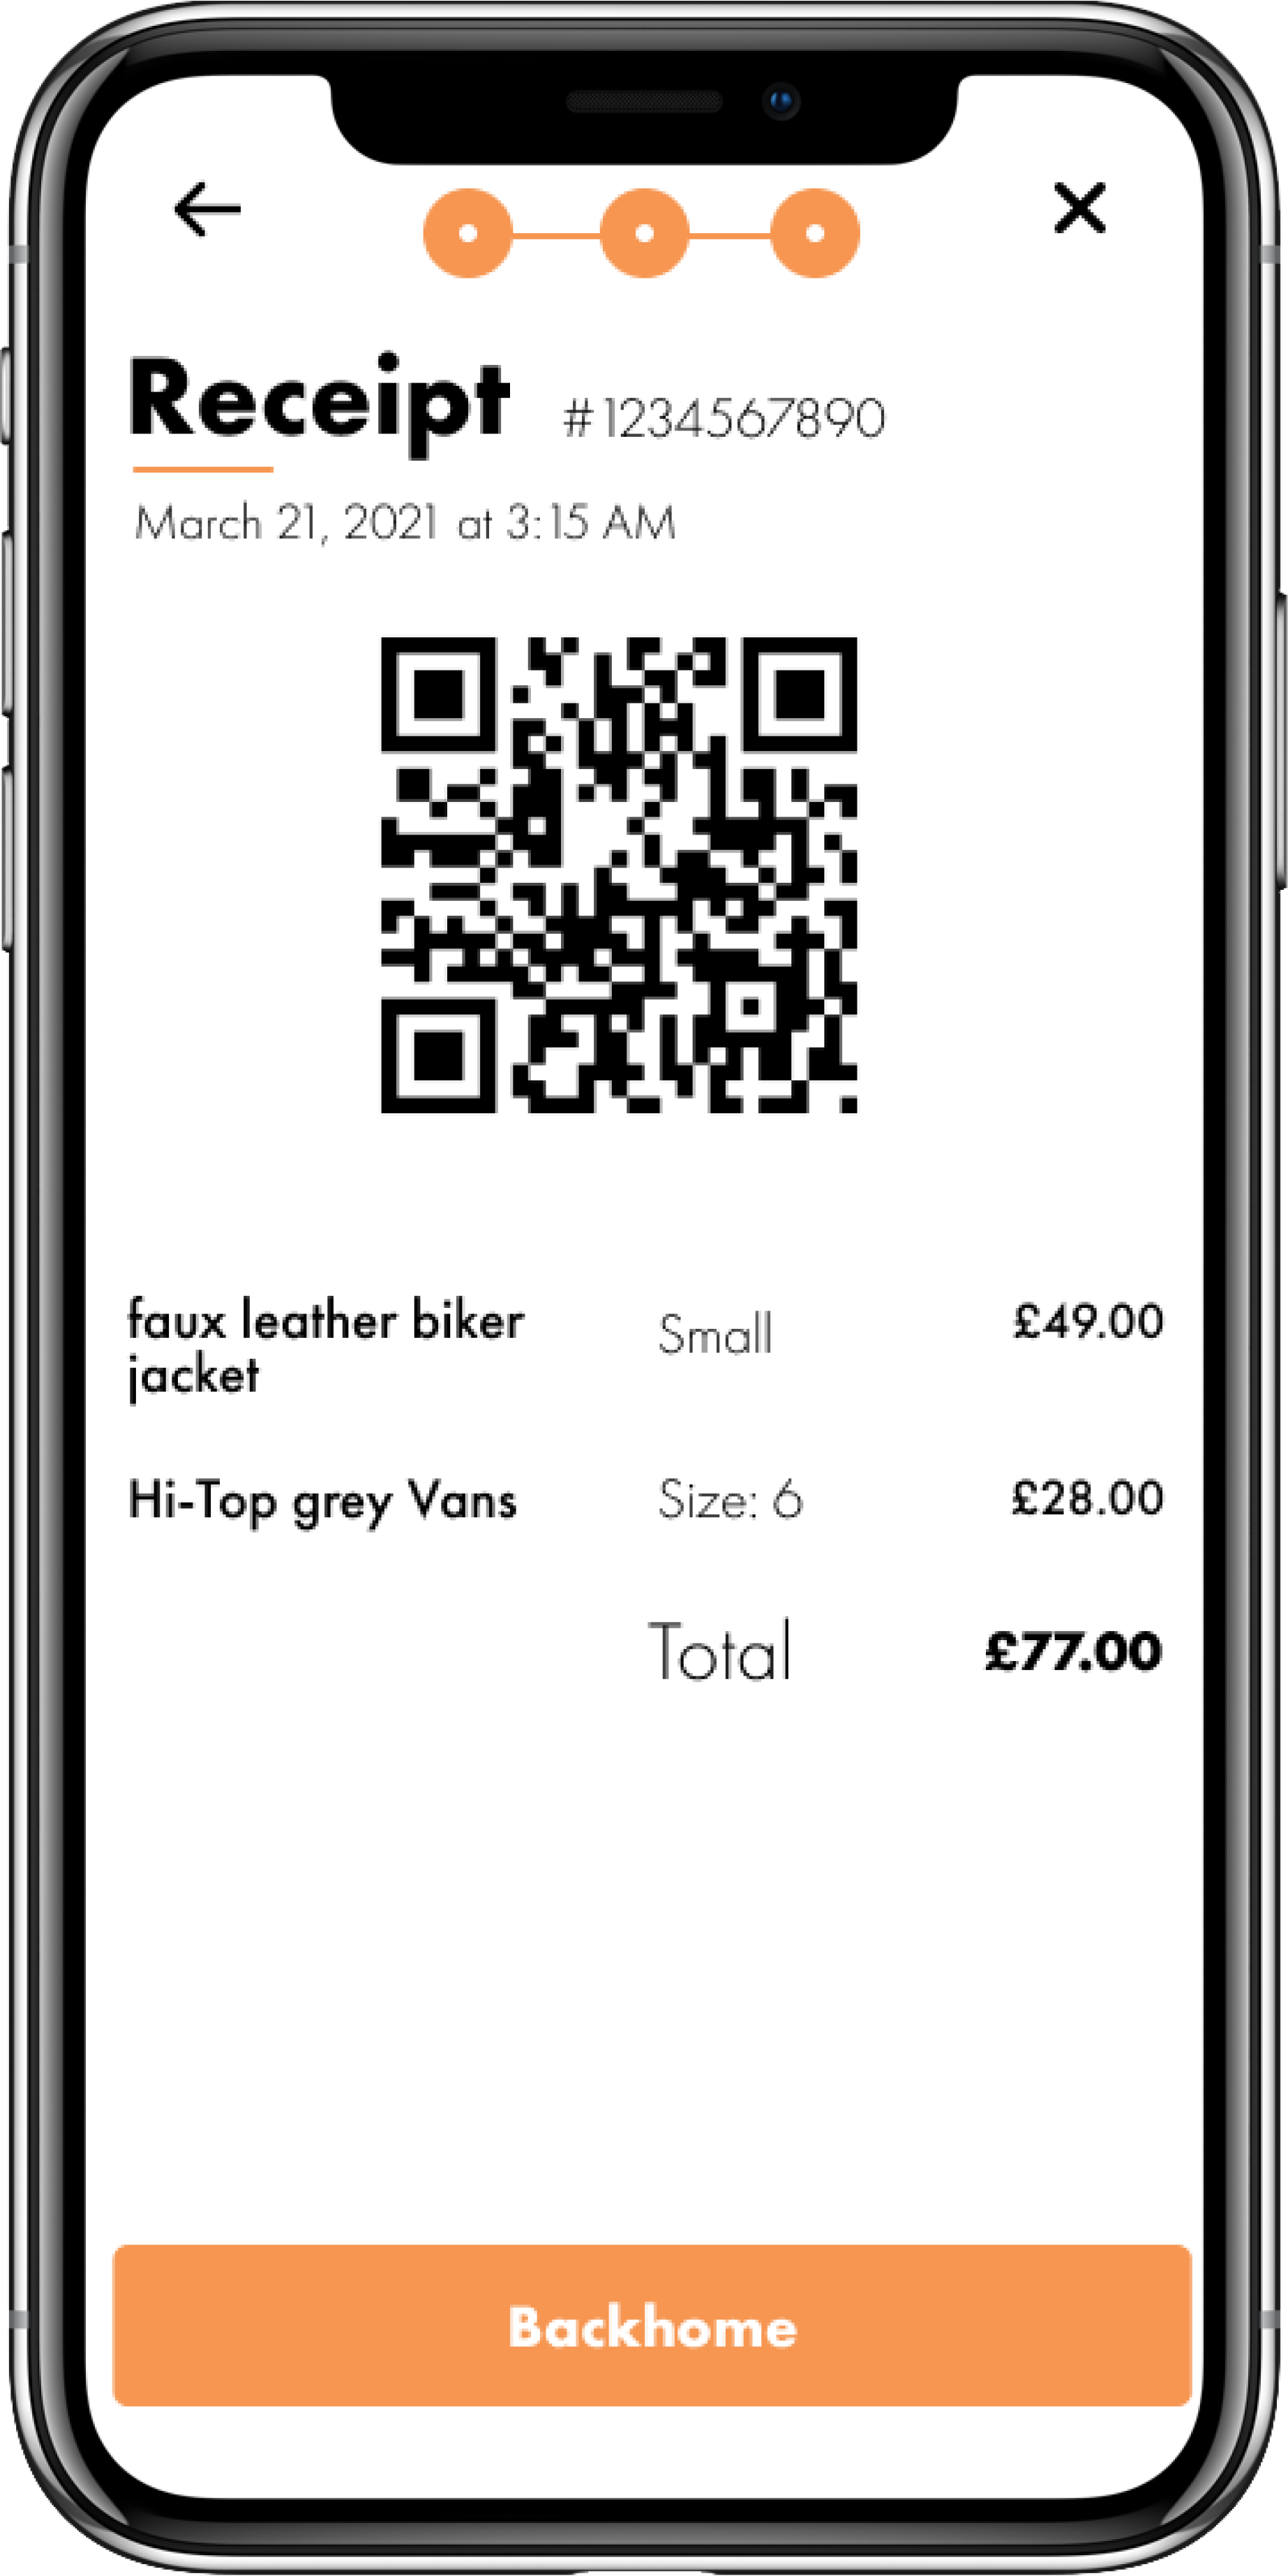 Receipt #1234567890
March 21, 2021 at 3:15 AM
faux leather biker Small £49.00
jacket
Hi-Top grey Vans Size: 6 £28.00
Total £77.00
Backhome